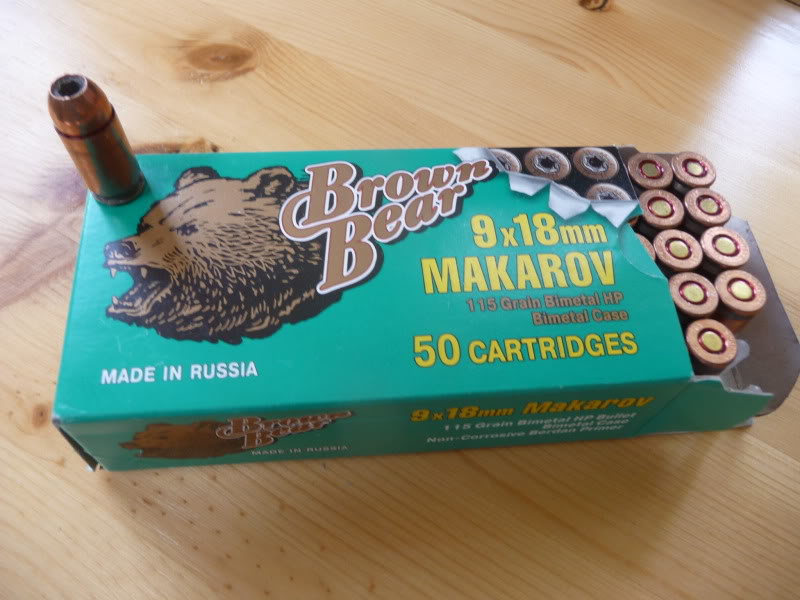 Brown
Bear
9x18mm
MAKAROV
115 Grain Bimetal HP
Bimetal Case
50 CARTRIDGES
MADE IN RUSSIA
Brown
Bear
MADE IN RUSSIA
9x18mm Makarov
115 Grain Bimetal HP Bullet
Bimetal Case
Non-Corrosive Berdan Primer